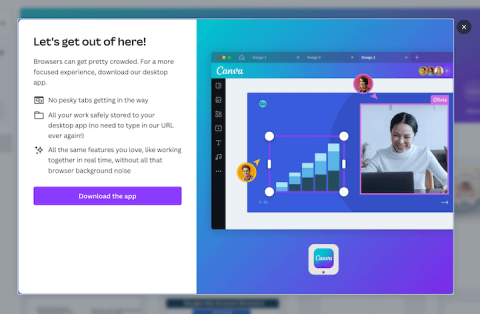 Let's get out of here!
Browsers can get pretty crowded. For a more
focused experience, download our desktop
app.
No pesky tabs getting in the way
All your work safely stored to your
desktop app (no need to type in our URL
ever again!)
All the same features you love, like working
together in real time, without all that
browser background noise
Download the app
Design 1
Design 2
Canva
Olivia
Canva